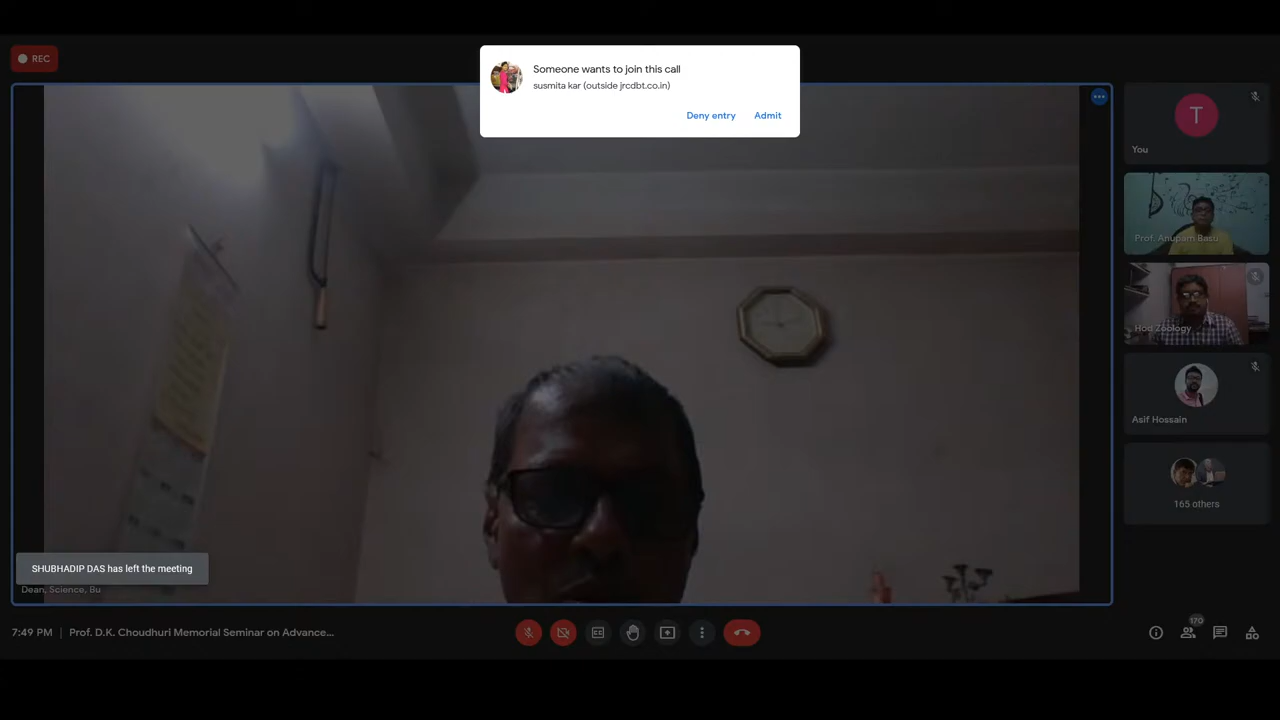 REC
Someone wants to join this call
susmita kar (outside jrcdbt.co.in)
Deny entry Admit
T
You
Prof. Anupam Basu
Hod Zoology
Asif Hossain
165 others
SHUBHADIP DAS has left the meeting
Dean, Science, Bu
7:49 PM | Prof. D.K. Choudhuri Memorial Seminar on Advance...
170